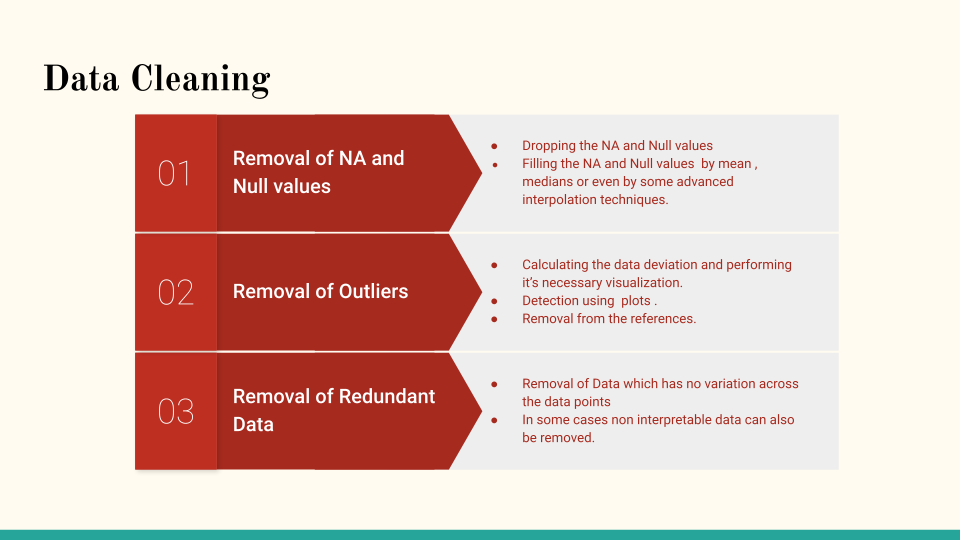 Data Cleaning
01
Removal of NA and
Null values
● Dropping the NA and Null values
● Filling the NA and Null values  by mean ,
medians or even by some advanced
interpolation techniques.
02
Removal of Outliers
● Calculating the data deviation and performing
it's necessary visualization.
● Detection using  plots .
● Removal from the references.
03
Removal of Redundant
Data
● Removal of Data which has no variation across
the data points
● In some cases non interpretable data can also
be removed.